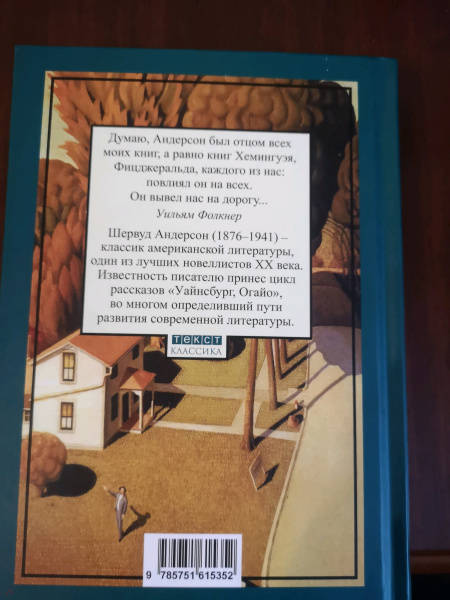 Думаю, Андерсон был отцом всех
моих книг, а равно книг Хемингуэя,
Фицджеральда, каждого из нас:
повлиял он на всех.
Он вывел нас на дорогу...
Уильям Фолкнер
Шервуд Андерсон (1876–1941) –
классик американской литературы,
один из лучших новеллистов XX века.
Известность писателю принес цикл
рассказов «Уайнсбург, Огайо»,
во многом определивший пути
развития современной литературы.
текст
КЛАССИКА
9 785751 615352